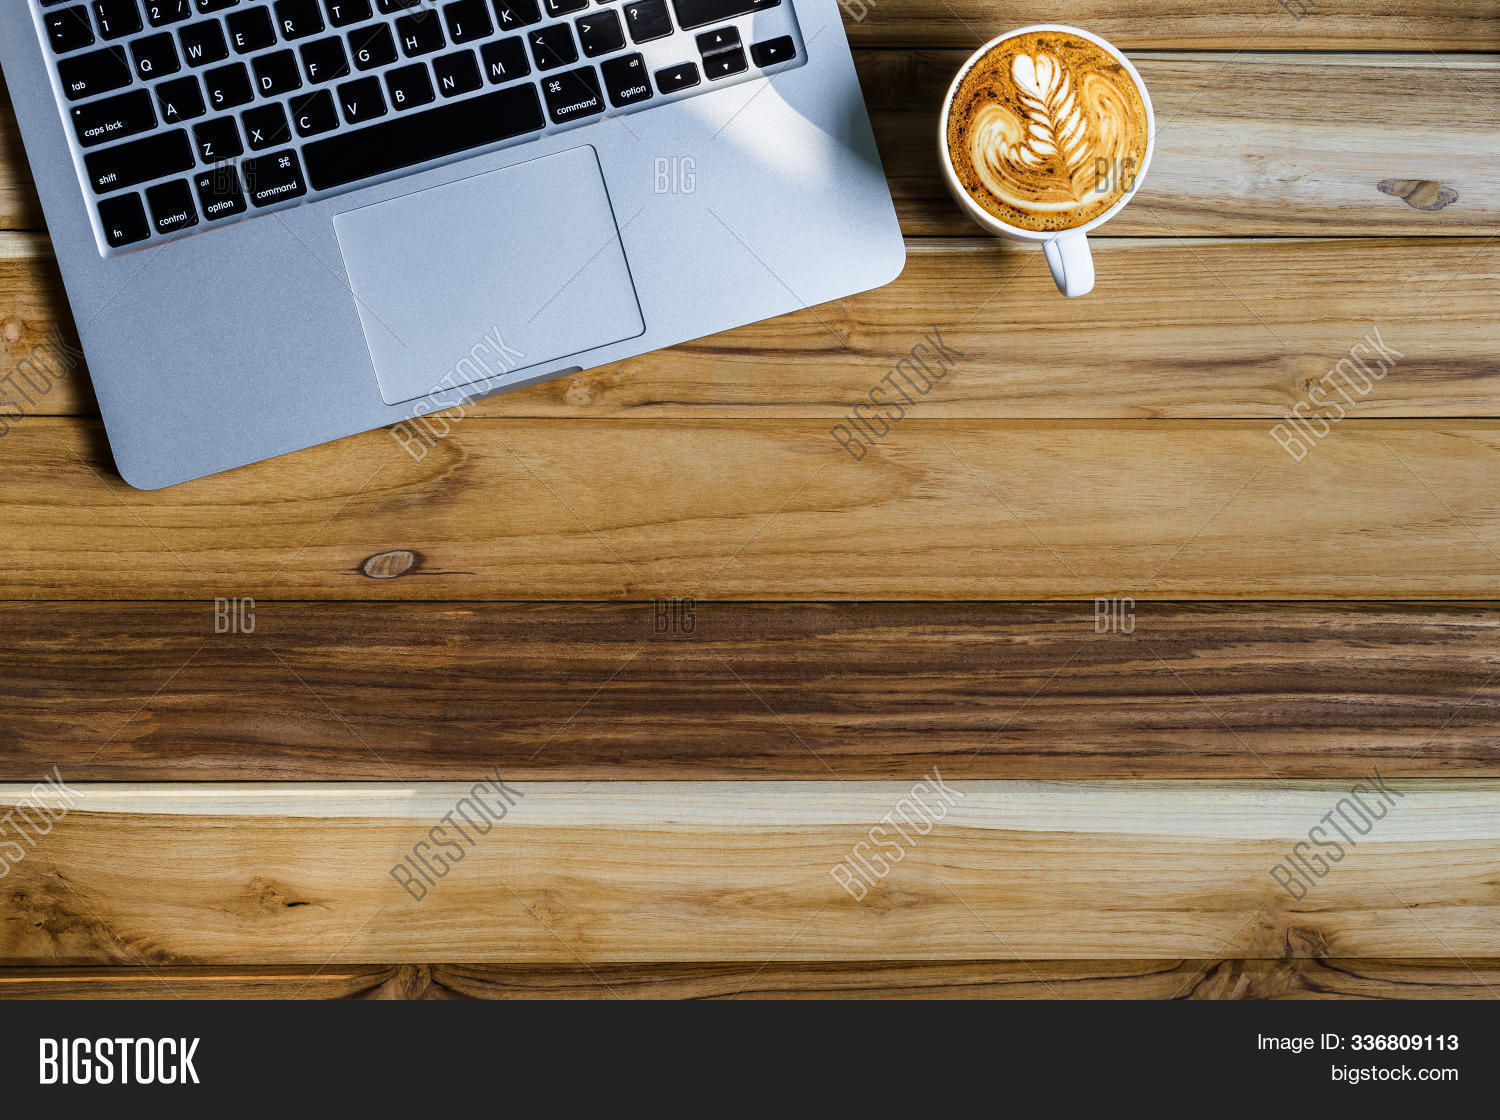 ~ ` ! 1 2 / 3
tab Q W E R T
caps lock A S D F G H J K L : ;
shift Z X C V B N M < , > . ? /
fn control alt option ⌘ command ⌘ command alt option ◄ ▲ ▼ ►
BIG BIG
BIGSTOCK BIGSTOCK BIGSTOCK BIGSTOCK
BIG BIG BIG
BIGSTOCK BIGSTOCK BIGSTOCK BIGSTOCK
BIGSTOCK
Image ID: 336809113
bigstock.com